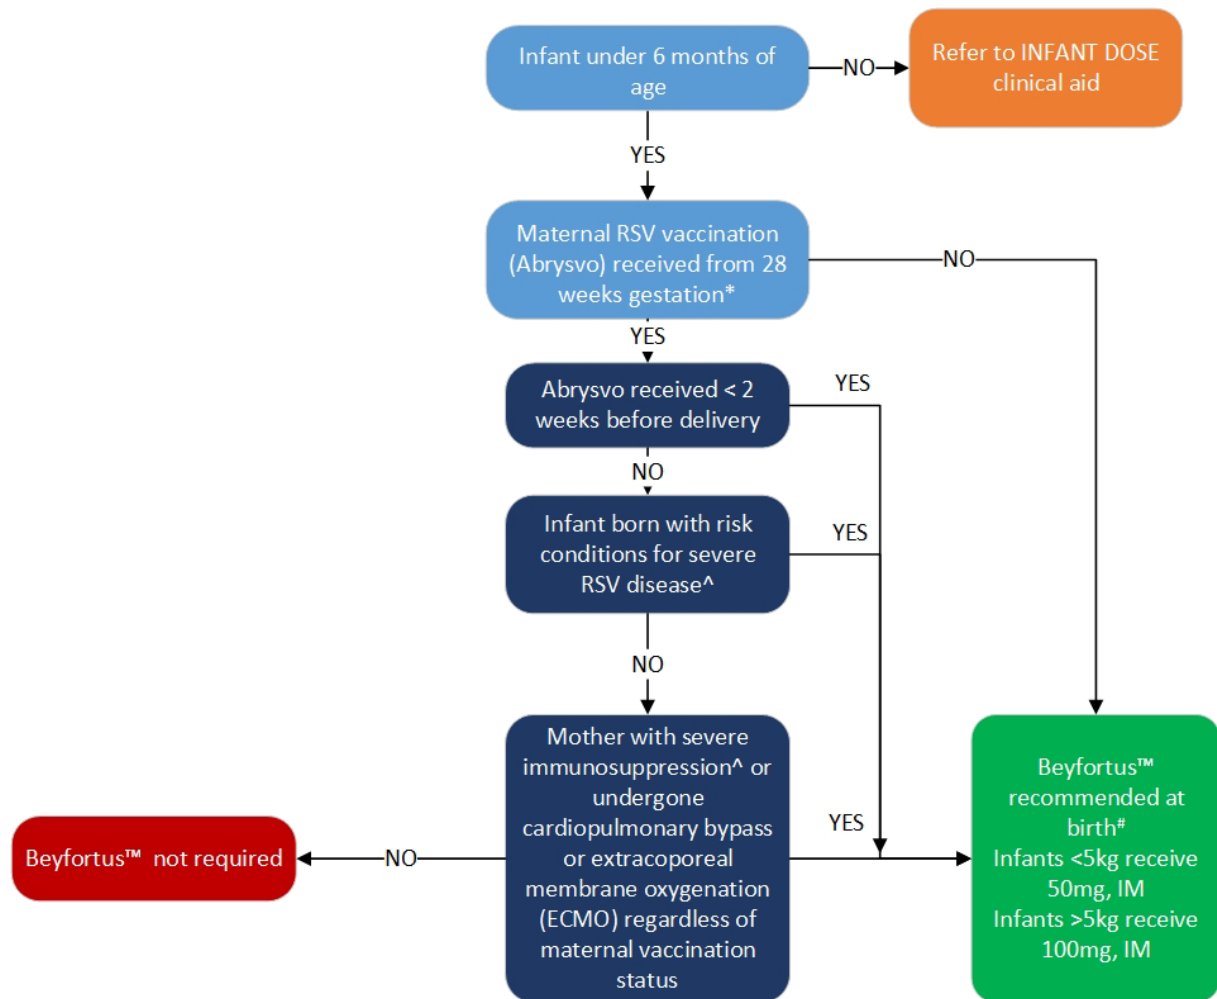 Infant under 6 months of
age
NO
Refer to INFANT DOSE
clinical aid
YES
Maternal RSV vaccination
(Abrysvo) received from 28
weeks gestation*
NO
YES
Abrysvo received < 2
weeks before delivery
YES
NO
Infant born with risk
conditions for severe
RSV disease^
YES
NO
Mother with severe
immunosuppression^ or
undergone
cardiopulmonary bypass
or extracoporeal
membrane oxygenation
(ECMO) regardless of
maternal vaccination
status
YES
NO
Beyfortus™ not required
Beyfortus™
recommended at
birth#
Infants <5kg receive
50mg, IM
Infants >5kg receive
100mg, IM